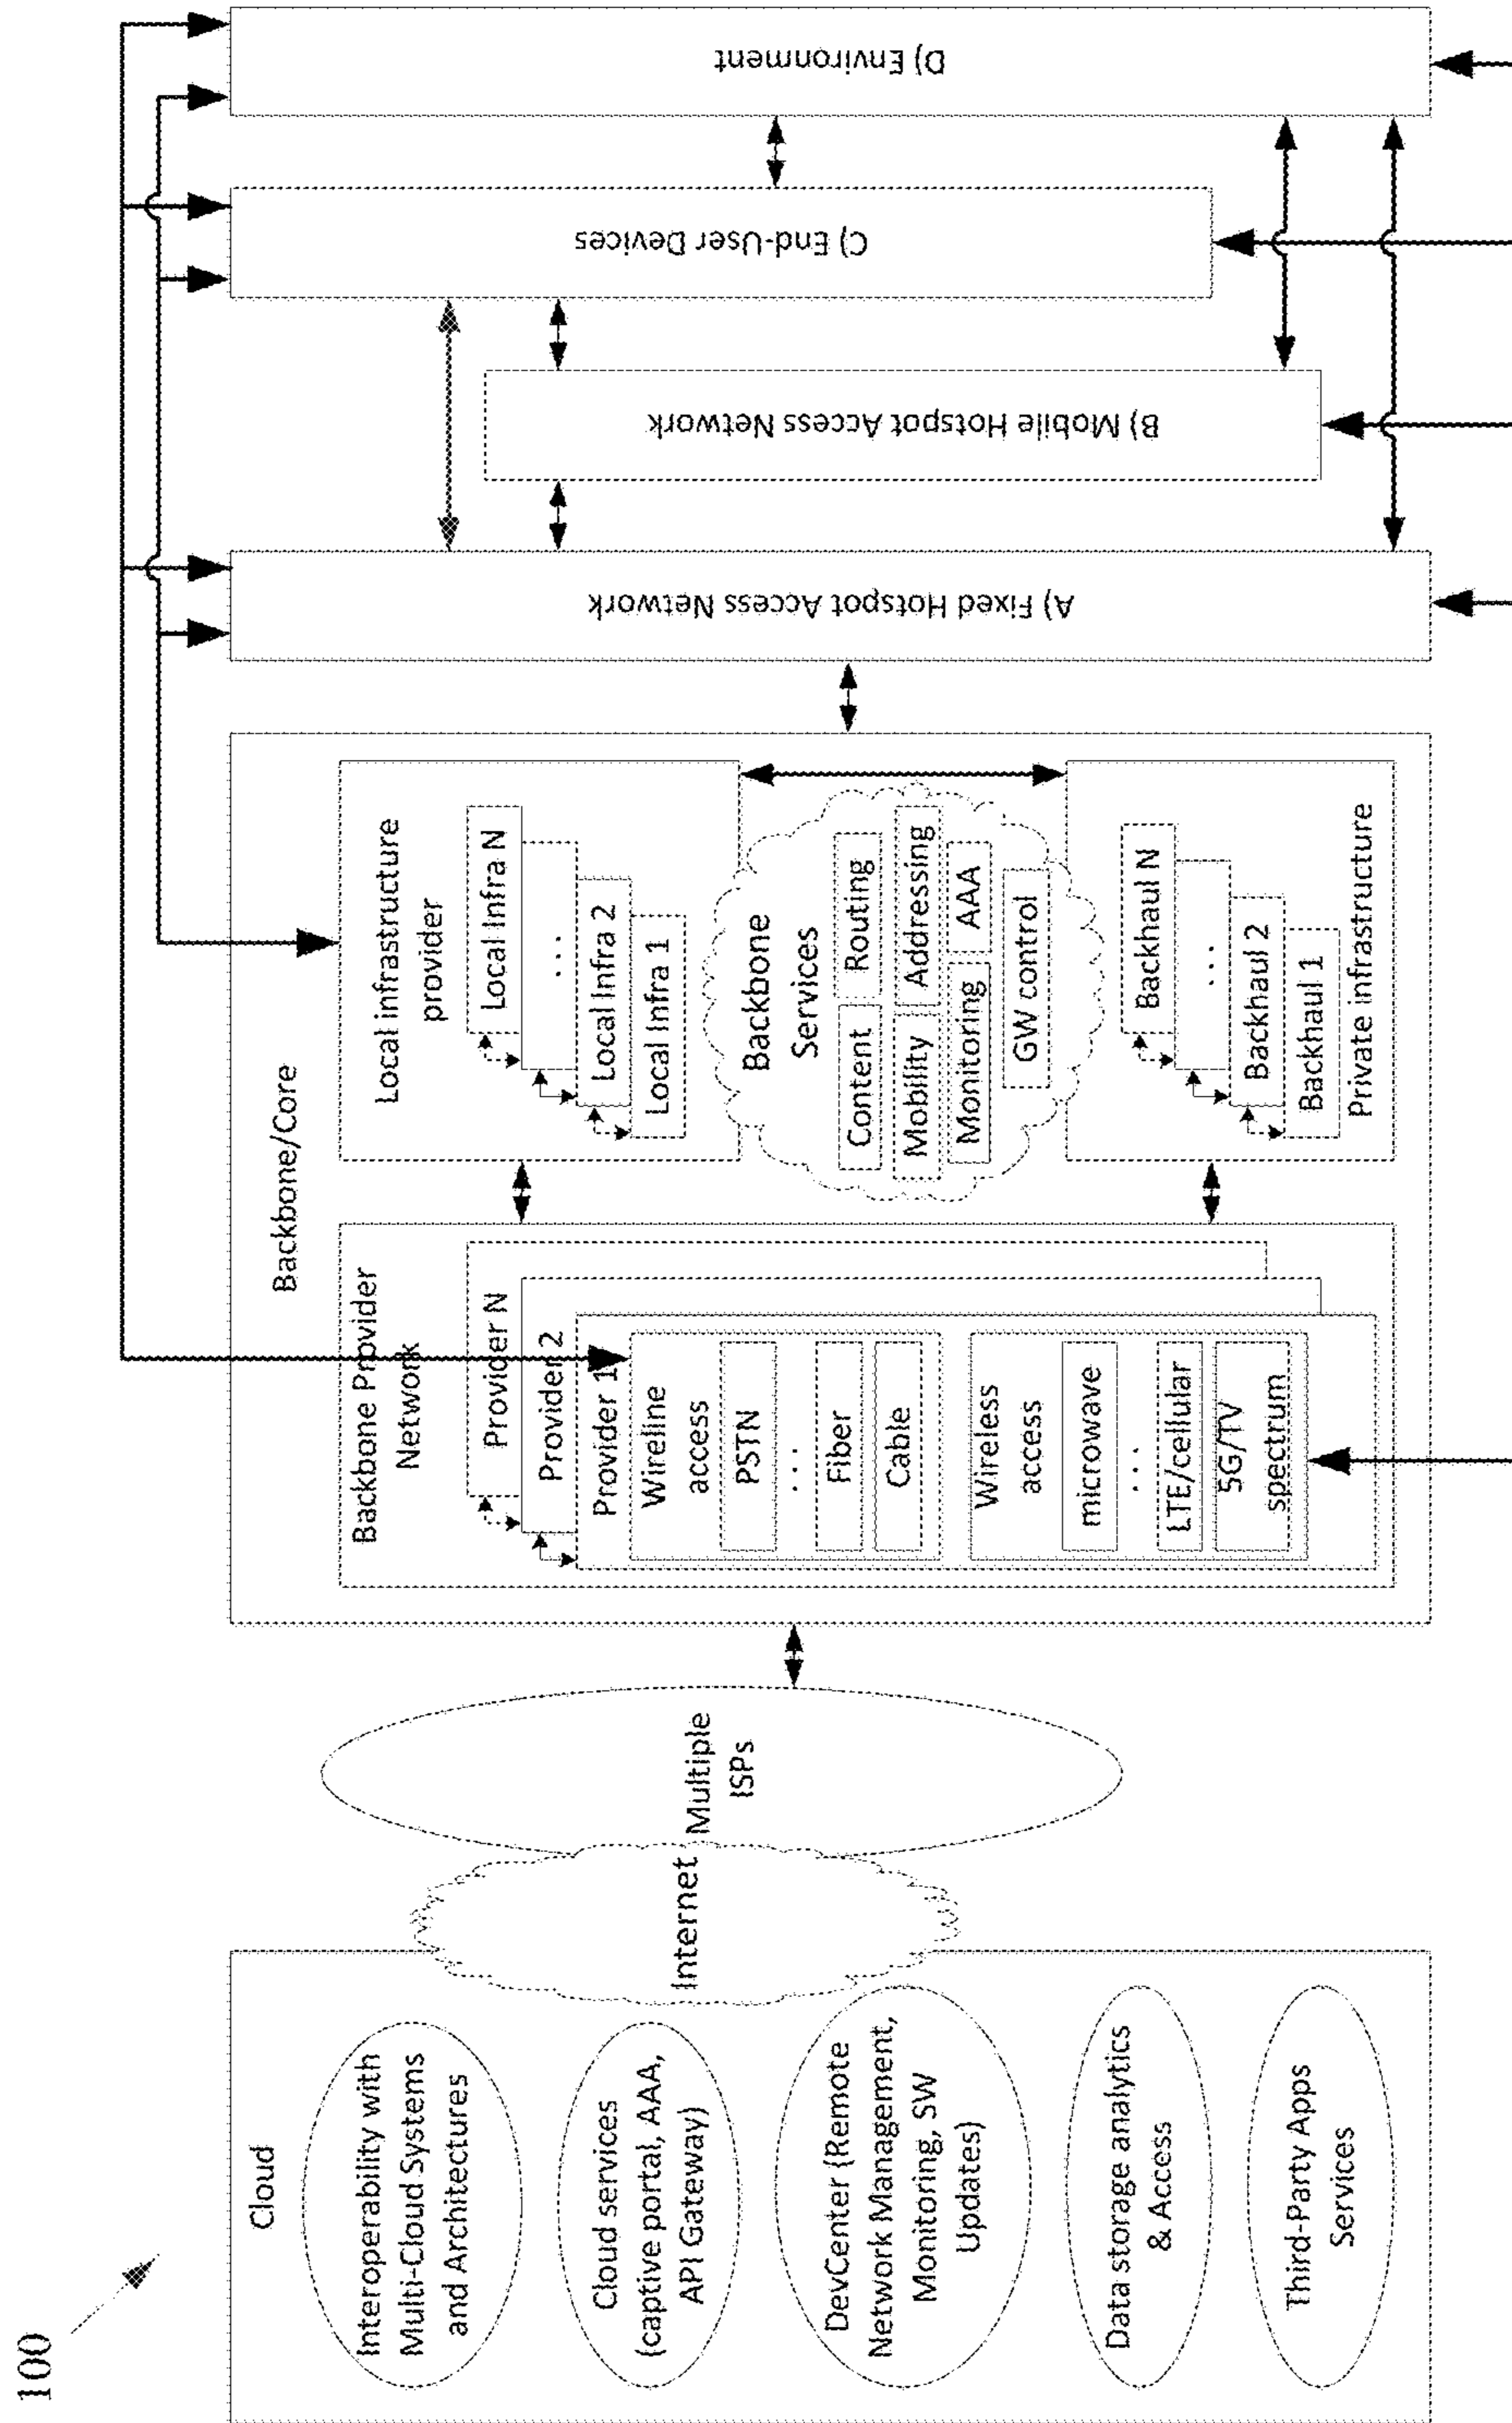 100
Cloud
Interoperability with
Multi-Cloud Systems
and Architectures
Cloud services
(captive portal, AAA,
API Gateway)
DevCenter (Remote
Network Management,
Monitoring, SW
Updates)
Data storage analytics
& Access
Third-Party Apps
Services
Internet
Multiple
ISPs
Backbone/Core
Backbone Provider
Network
Provider N
Provider 2
Provider 1
Wireline
access
PSTN
...
Fiber
Cable
Wireless
access
microwave
...
LTE/cellular
5G/TV
spectrum
Local infrastructure
provider
Local Infra N
...
Local Infra 2
Local Infra 1
Backbone
Services
Content
Routing
Mobility
Addressing
Monitoring
AAA
GW control
Backhaul N
...
Backhaul 2
Backhaul 1
Private infrastructure
A) Fixed Hotspot Access Network
B) Mobile Hotspot Access Network
C) End-User Devices
D) Environment